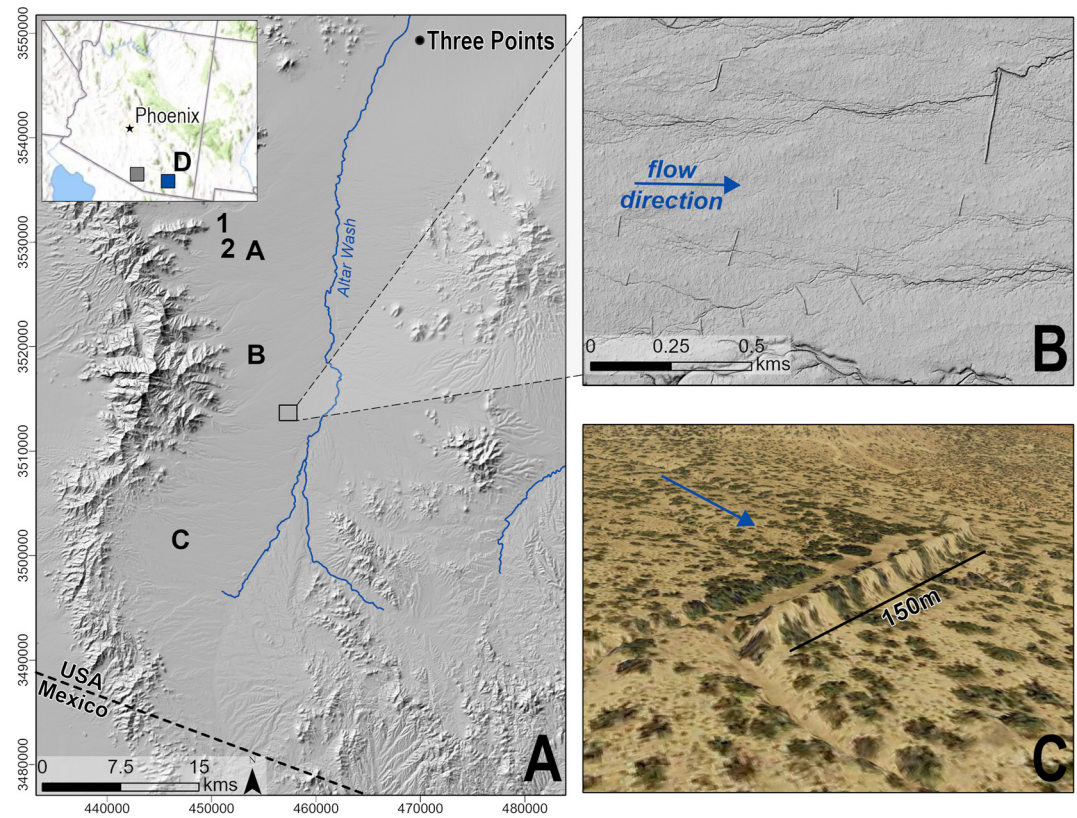 3550000
3540000
3530000
3520000
3510000
3500000
3490000
3480000
Phoenix
D
Three Points
1
2 A
B
C
Altar Wash
USA
Mexico
0 7.5 15
kms
A
440000 450000 460000 470000 480000
flow
direction
0 0.25 0.5
kms
B
150m
C